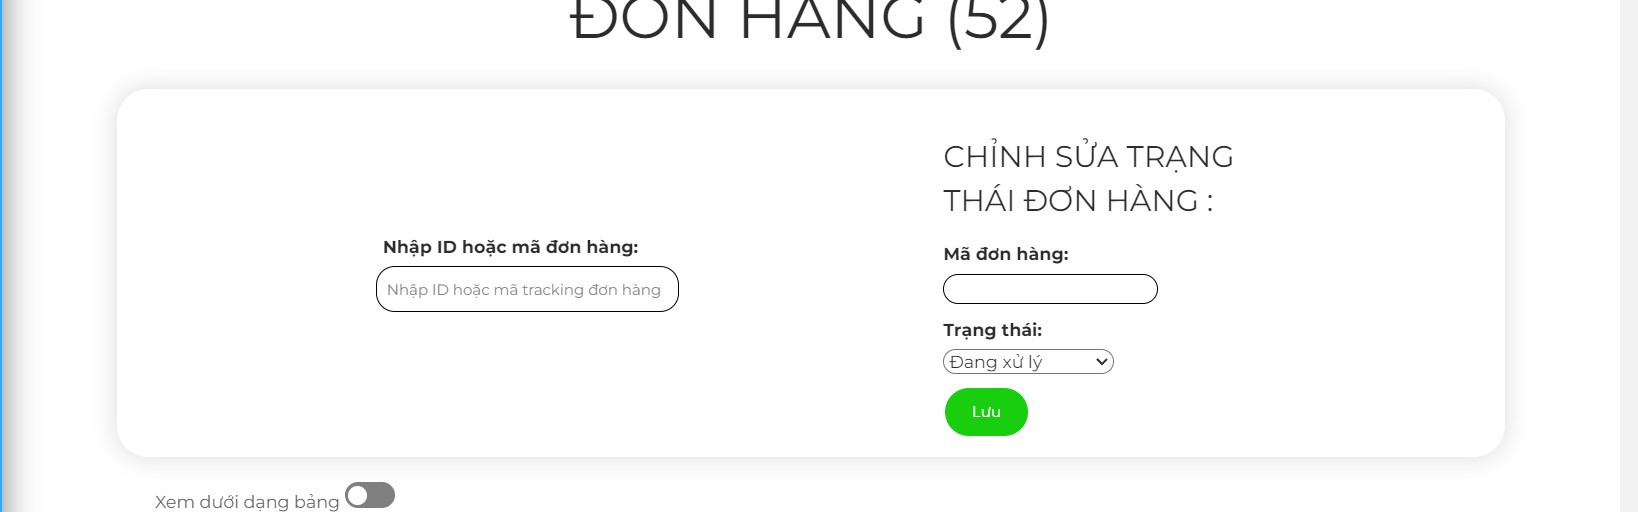 ĐƠN HÀNG (52)
Nhập ID hoặc mã đơn hàng:
Nhập ID hoặc mã tracking đơn hàng
CHỈNH SỬA TRẠNG
THÁI ĐƠN HÀNG :
Mã đơn hàng:
Trạng thái:
Đang xử lý
Lưu
Xem dưới dạng bảng